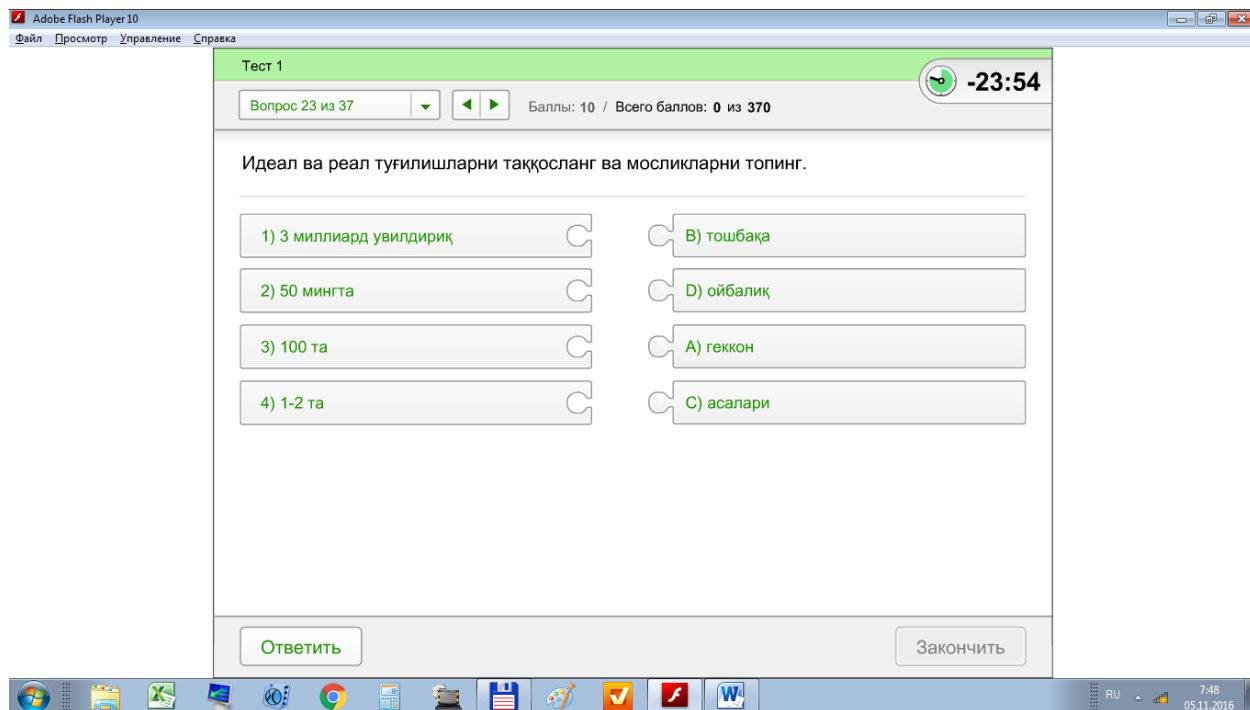 Adobe Flash Player 10
Файл Просмотр Управление Справка
Тест 1
-23:54
Вопрос 23 из 37
Баллы: 10 / Всего баллов: 0 из 370
Идеал ва реал туғилишларни таққосланг ва мосликларни топинг.
1) 3 миллиард увилдириқ
B) тошбақа
2) 50 мингта
D) ойбалиқ
3) 100 та
A) геккон
4) 1-2 та
C) асалари
Ответить
Закончить
RU
7:48
05.11.2016